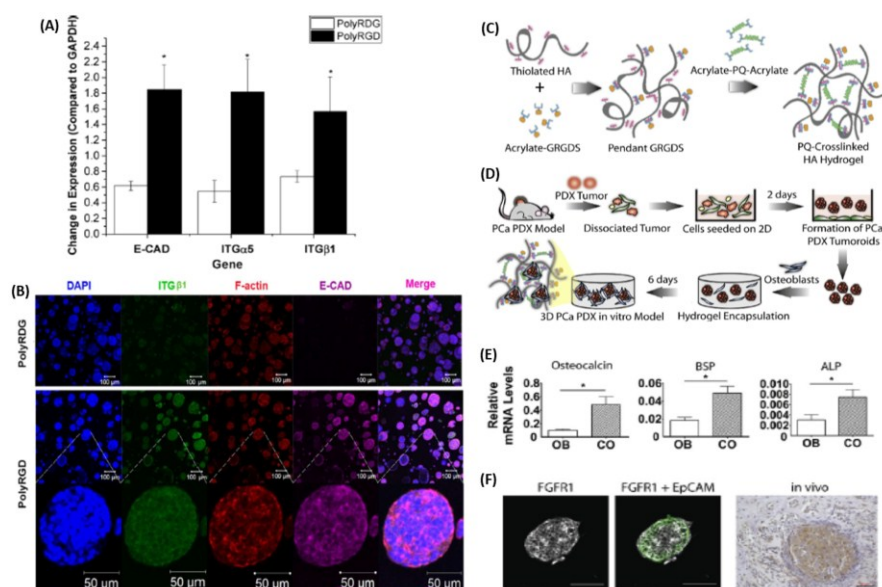 (A)
PolyRDG
PolyRGD
Change in Expression (Compared to GAPDH)
2.4
2.2
2.0
1.8
1.6
1.4
1.2
1.0
0.8
0.6
0.4
0.2
0.0
* * *
E-CAD ITGα5 ITGβ1
Gene
(B)
DAPI ITGβ1 F-actin E-CAD Merge
PolyRDG
100 µm 100 µm 100 µm 100 µm 100 µm
PolyRGD
100 µm 100 µm 100 µm 100 µm 100 µm
50 µm 50 µm 50 µm 50 µm 50 µm
(C)
Thiolated HA
+
Acrylate-GRGDS
Pendant GRGDS
Acrylate-PQ-Acrylate
PQ-Crosslinked
HA Hydrogel
(D)
PCa PDX Model
PDX Tumor
Dissociated Tumor
Cells seeded on 2D
2 days
Formation of PCa
PDX Tumoroids
Osteoblasts
Hydrogel Encapsulation
6 days
3D PCa PDX in vitro Model
(E)
Relative
mRNA Levels
Osteocalcin
0.8
0.6
0.4
0.2
0
*
OB CO
BSP
0.06
0.04
0.02
0
*
OB CO
ALP
0.010
0.008
0.006
0.004
0.002
0
*
OB CO
(F)
FGFR1 FGFR1 + EpCAM in vivo